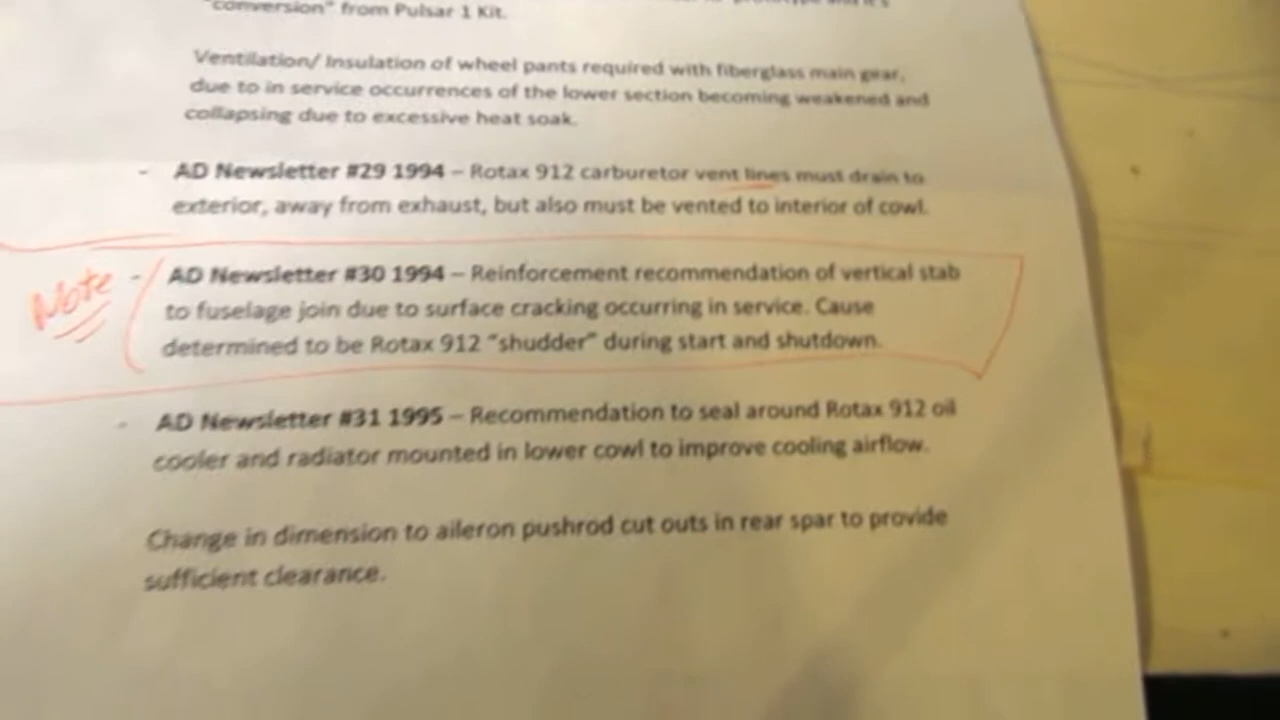 "conversion" from Pulsar 1 Kit.
Ventilation/ Insulation of wheel pants required with fiberglass main gear,
due to in service occurrences of the lower section becoming weakened and
collapsing due to excessive heat soak.
- AD Newsletter #29 1994 – Rotax 912 carburetor vent lines must drain to
exterior, away from exhaust, but also must be vented to interior of cowl.
Note - AD Newsletter #30 1994 – Reinforcement recommendation of vertical stab
to fuselage join due to surface cracking occurring in service. Cause
determined to be Rotax 912 "shudder" during start and shutdown.
- AD Newsletter #31 1995 – Recommendation to seal around Rotax 912 oil
cooler and radiator mounted in lower cowl to improve cooling airflow.
Change in dimension to aileron pushrod cut outs in rear spar to provide
sufficient clearance.